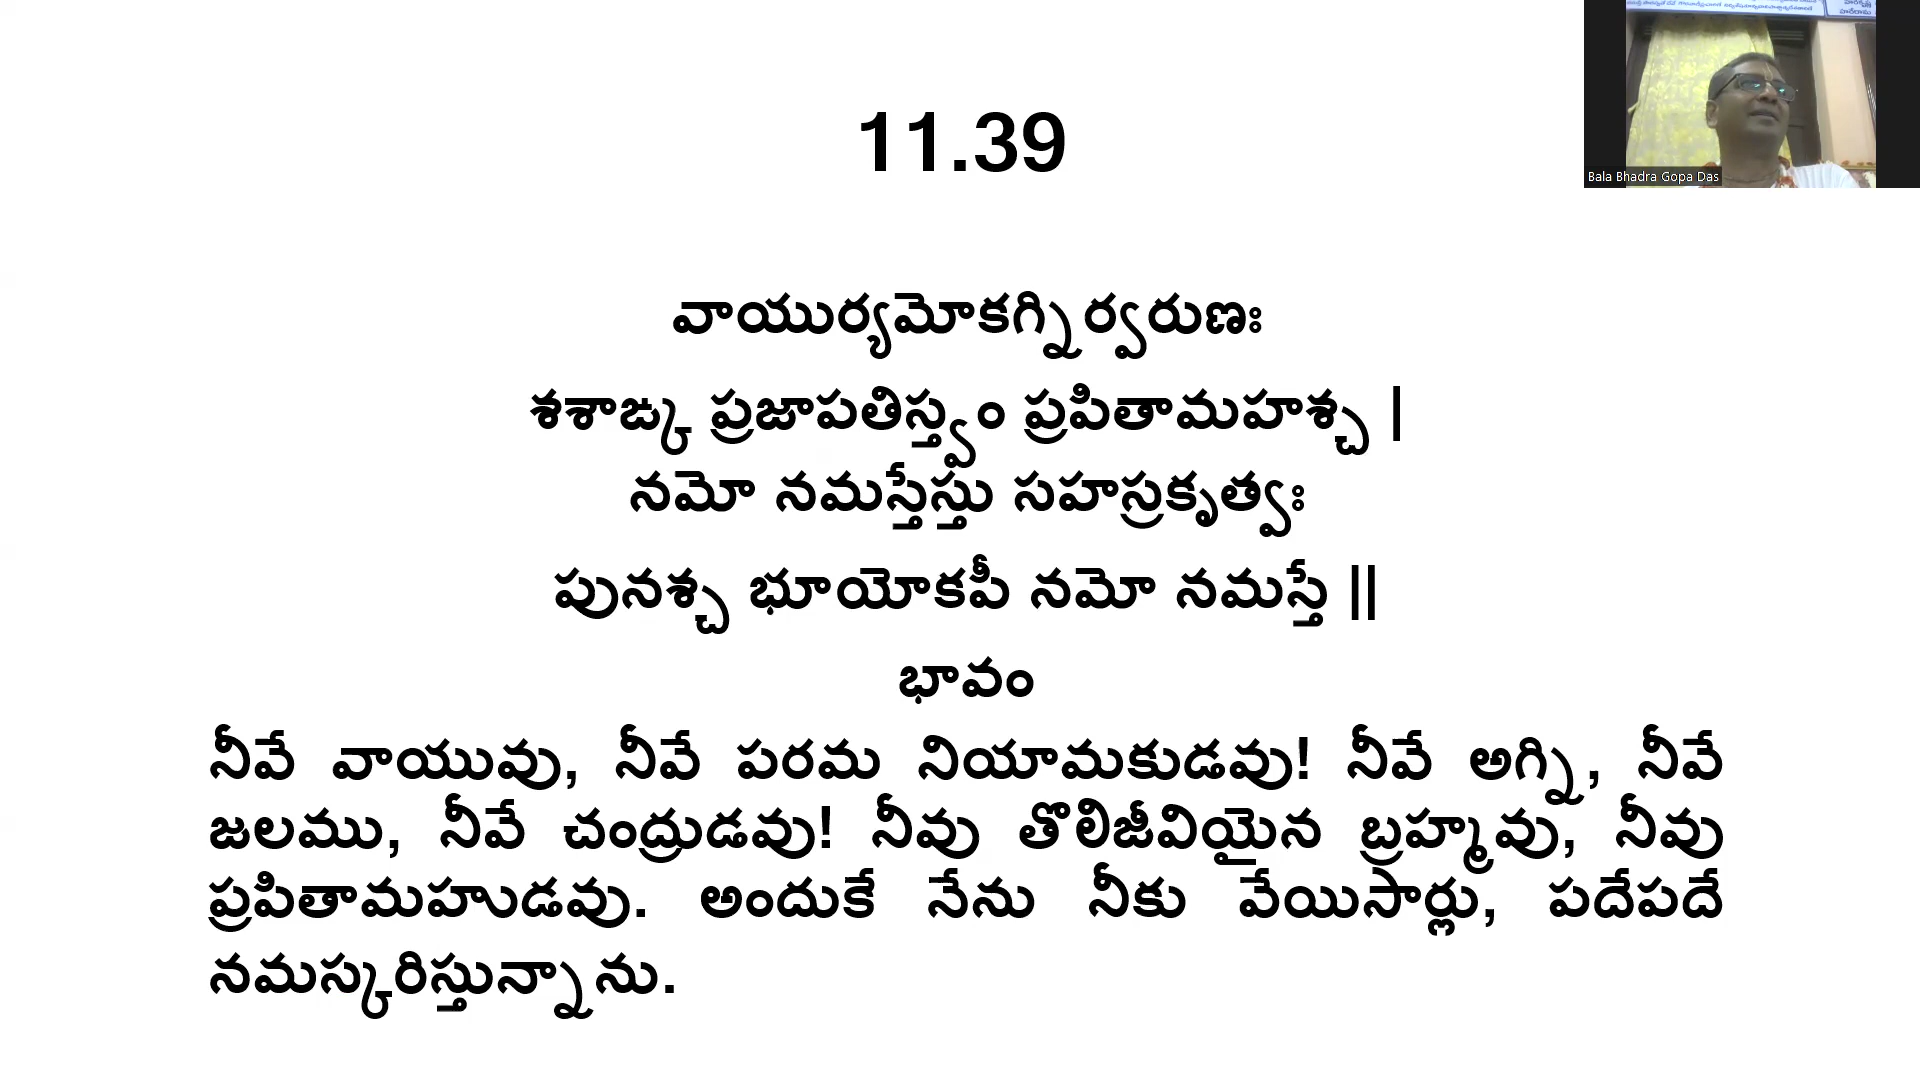 11.39
వాయుర్యమోకగ్నిర్వరుణః
శశాఙ్క ప్రజాపతిస్త్వం ప్రపితామహశ్చ |
నమో నమస్తేస్తు సహస్రకృత్వః
పునశ్చ భూయోకపీ నమో నమస్తే ||
భావం
నీవే వాయువు, నీవే పరమ నియామకుడవు! నీవే అగ్ని, నీవే
జలము, నీవే చంద్రుడవు! నీవు తొలిజీవియైన బ్రహ్మవు, నీవు
ప్రపితామహుడవు. అందుకే నేను నీకు వేయిసార్లు, పదేపదే
నమస్కరిస్తున్నాను.
Bala Bhadra Gopa Das